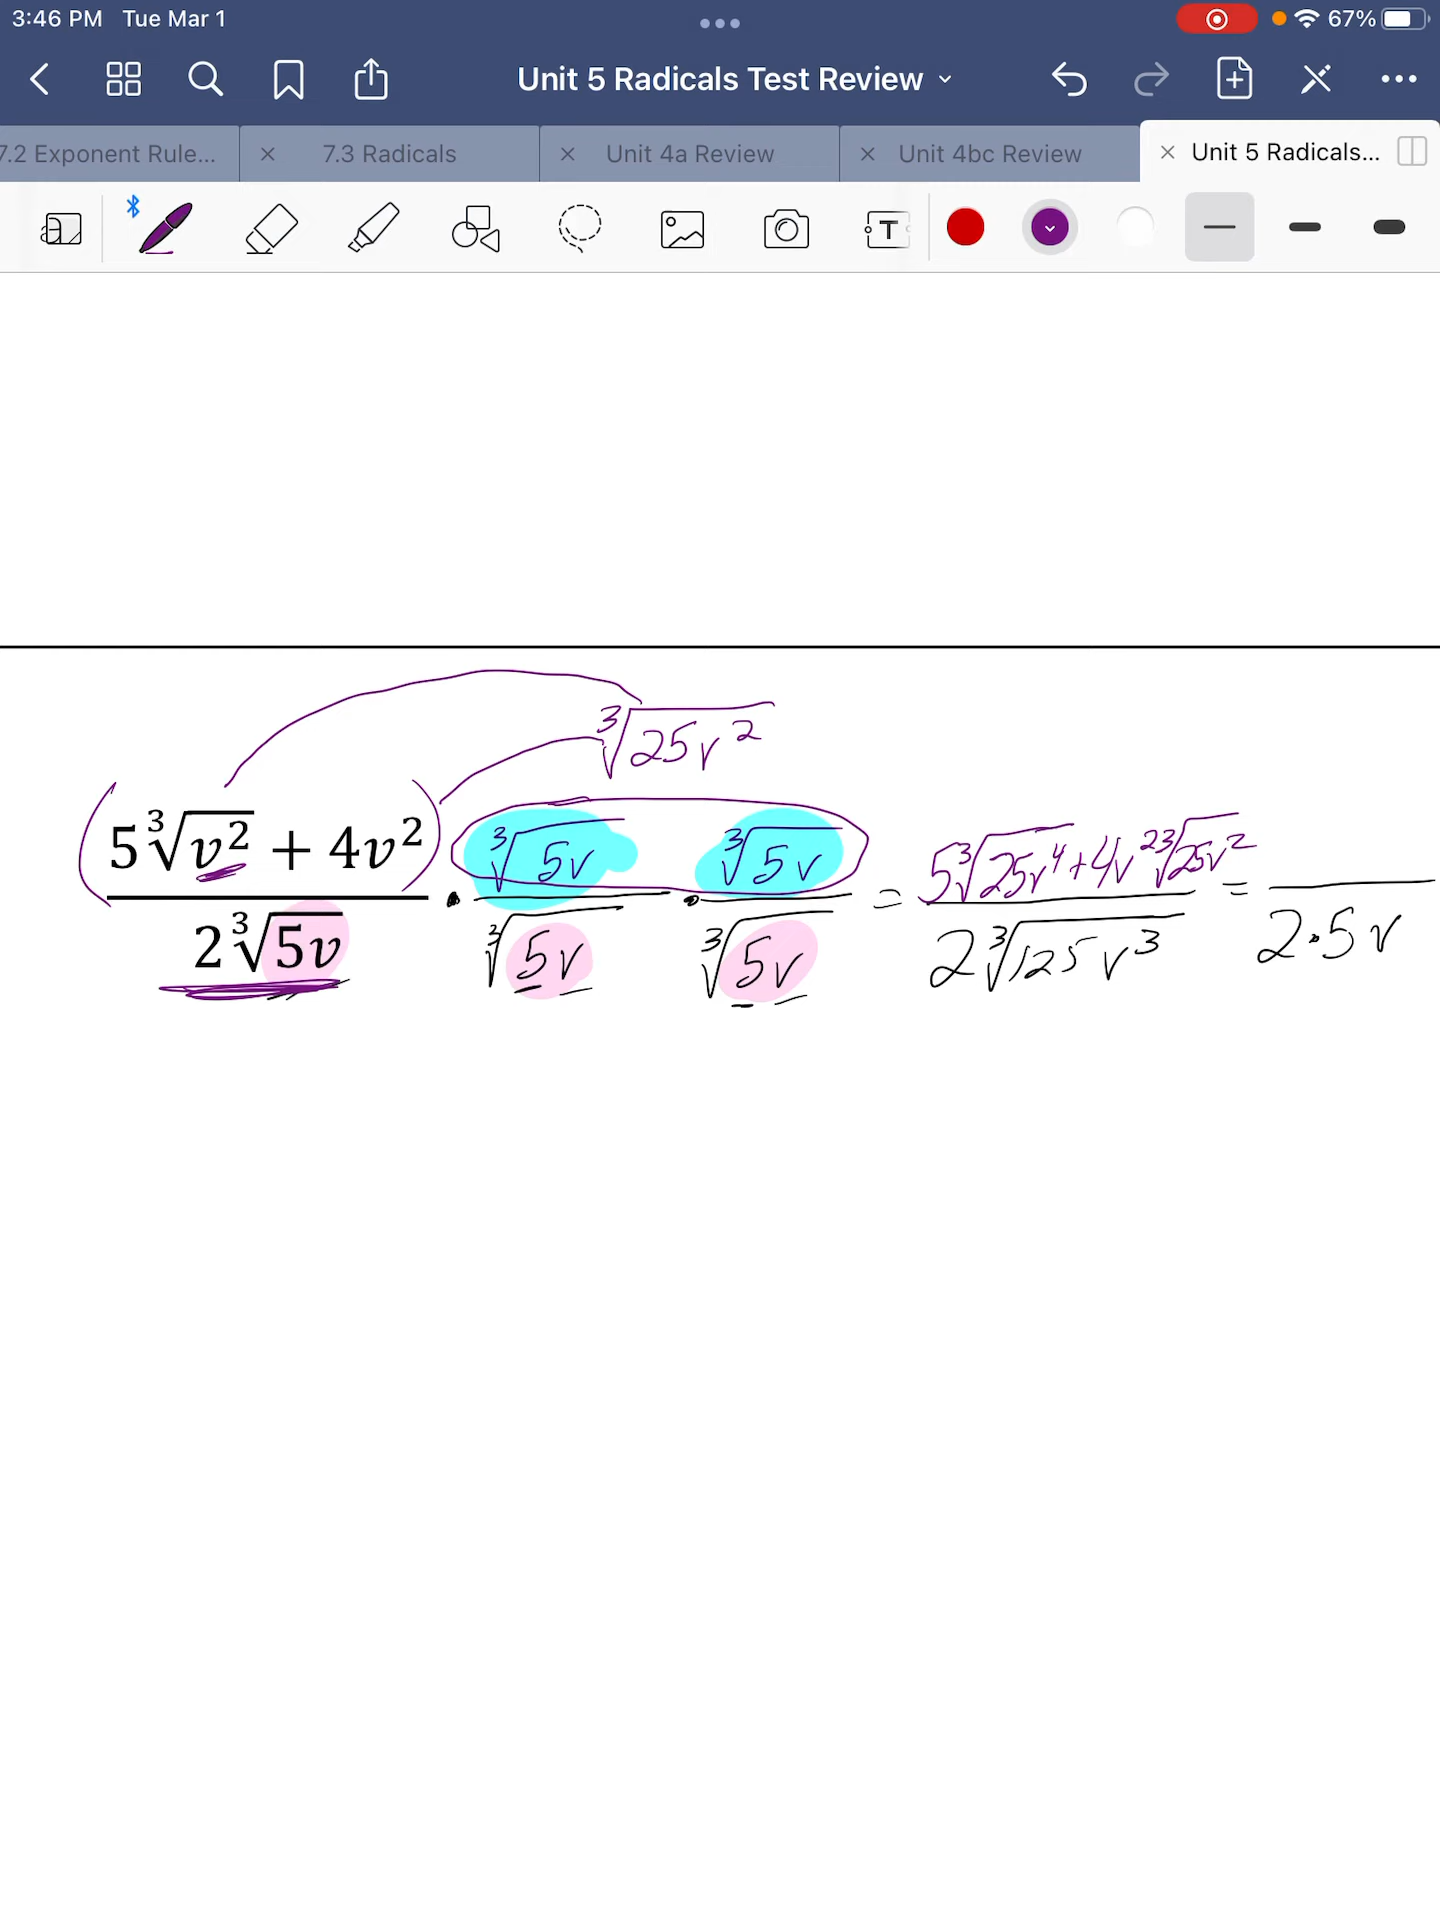 3:46 PM Tue Mar 1
67%
Unit 5 Radicals Test Review
7.2 Exponent Rule...
7.3 Radicals
Unit 4a Review
Unit 4bc Review
Unit 5 Radicals...
a
T
∛25v²
(5∛v² + 4v²) / 2∛5v · ∛5v / ∛5v · ∛5v / ∛5v = 5∛25v⁴ + 4v²∛25v² / 2∛125v³ = / 2·5v